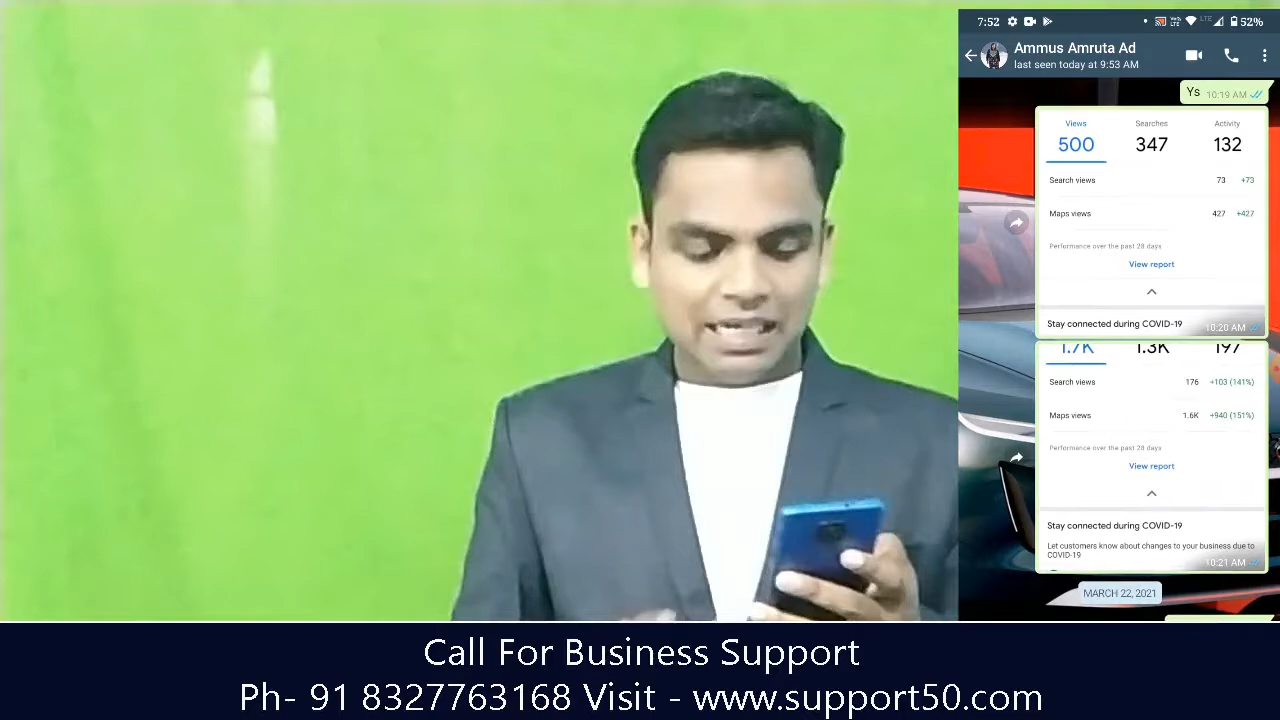 7:52
LTE
52%
Ammus Amruta Ad
last seen today at 9:53 AM
Ys 10:19 AM
Views Searches Activity
500 347 132
Search views 73 +73
Maps views 427 +427
Performance over the past 28 days
View report
Stay connected during COVID-19
10:20 AM
1.7K 1.3K 197
Search views 176 +103 (141%)
Maps views 1.6K +940 (151%)
Performance over the past 28 days
View report
Stay connected during COVID-19
Let customers know about changes to your business due to
COVID-19
10:21 AM
MARCH 22, 2021
Call For Business Support
Ph- 91 8327763168 Visit - www.support50.com